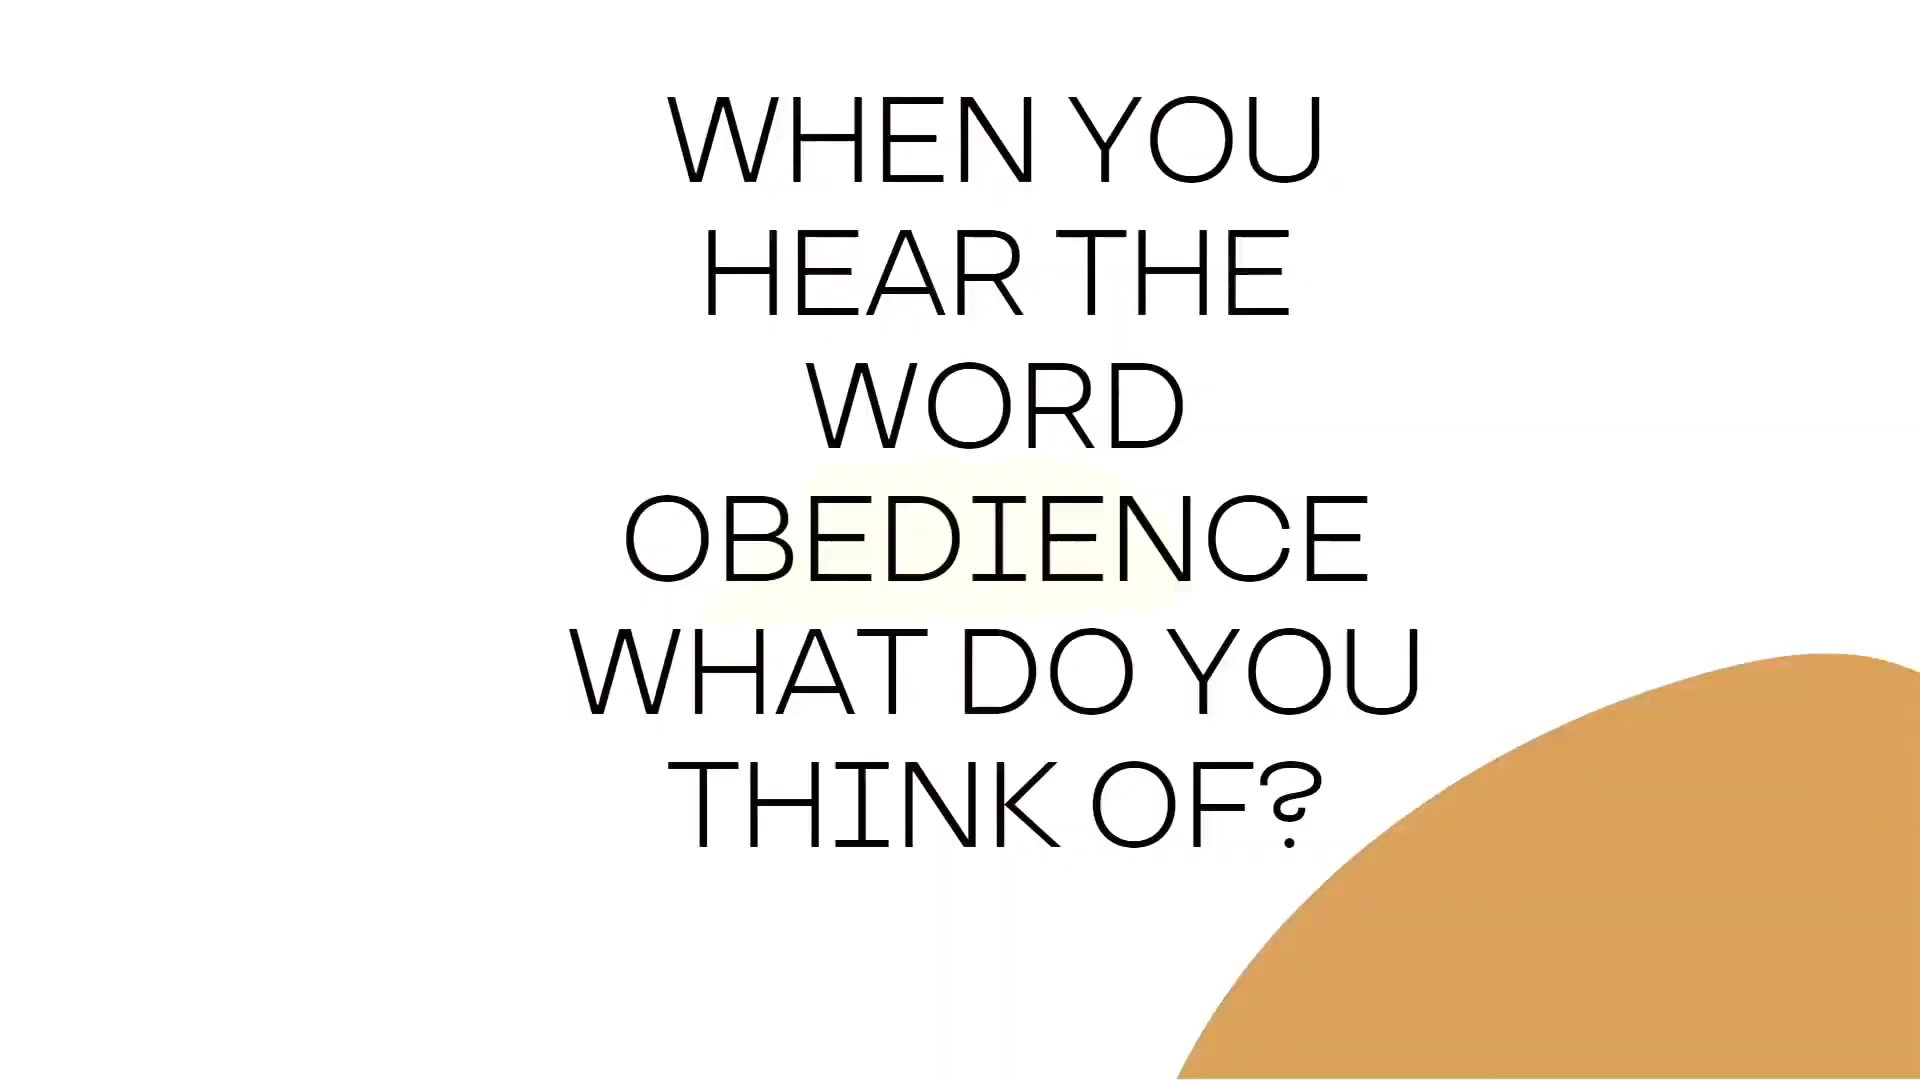 WHEN YOU
HEAR THE
WORD
OBEDIENCE
WHAT DO YOU
THINK OF?